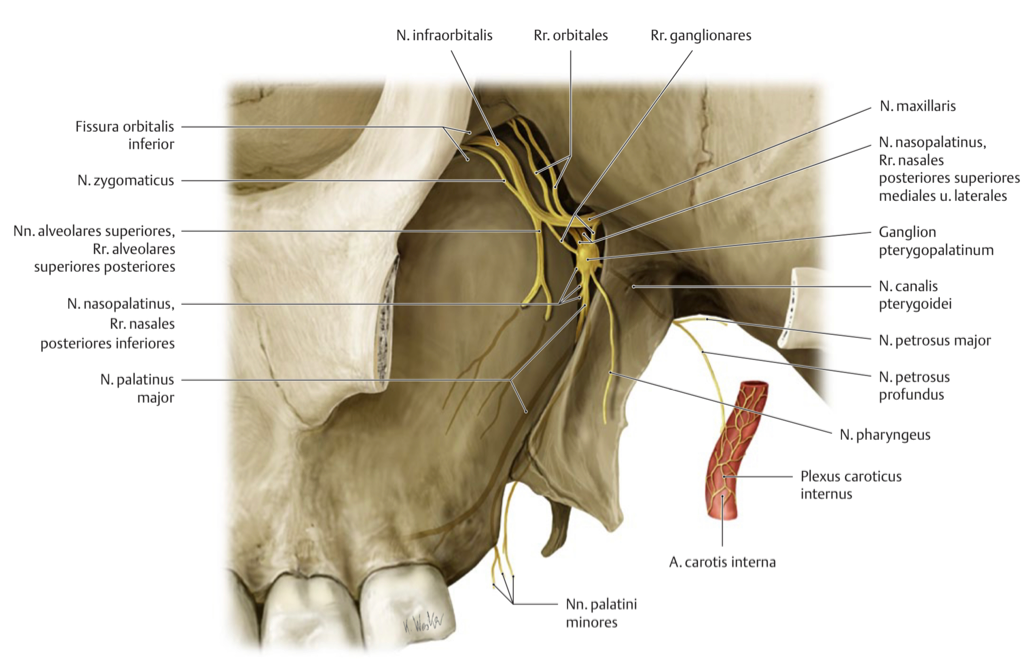 N. infraorbitalis
Rr. orbitales
Rr. ganglionares
Fissura orbitalis
inferior
N. zygomaticus
Nn. alveolares superiores,
Rr. alveolares
superiores posteriores
N. nasopalatinus,
Rr. nasales
posteriores inferiores
N. palatinus
major
N. maxillaris
N. nasopalatinus,
Rr. nasales
posteriores superiores
mediales u. laterales
Ganglion
pterygopalatinum
N. canalis
pterygoidei
N. petrosus major
N. petrosus
profundus
N. pharyngeus
Plexus caroticus
internus
A. carotis interna
Nn. palatini
minores